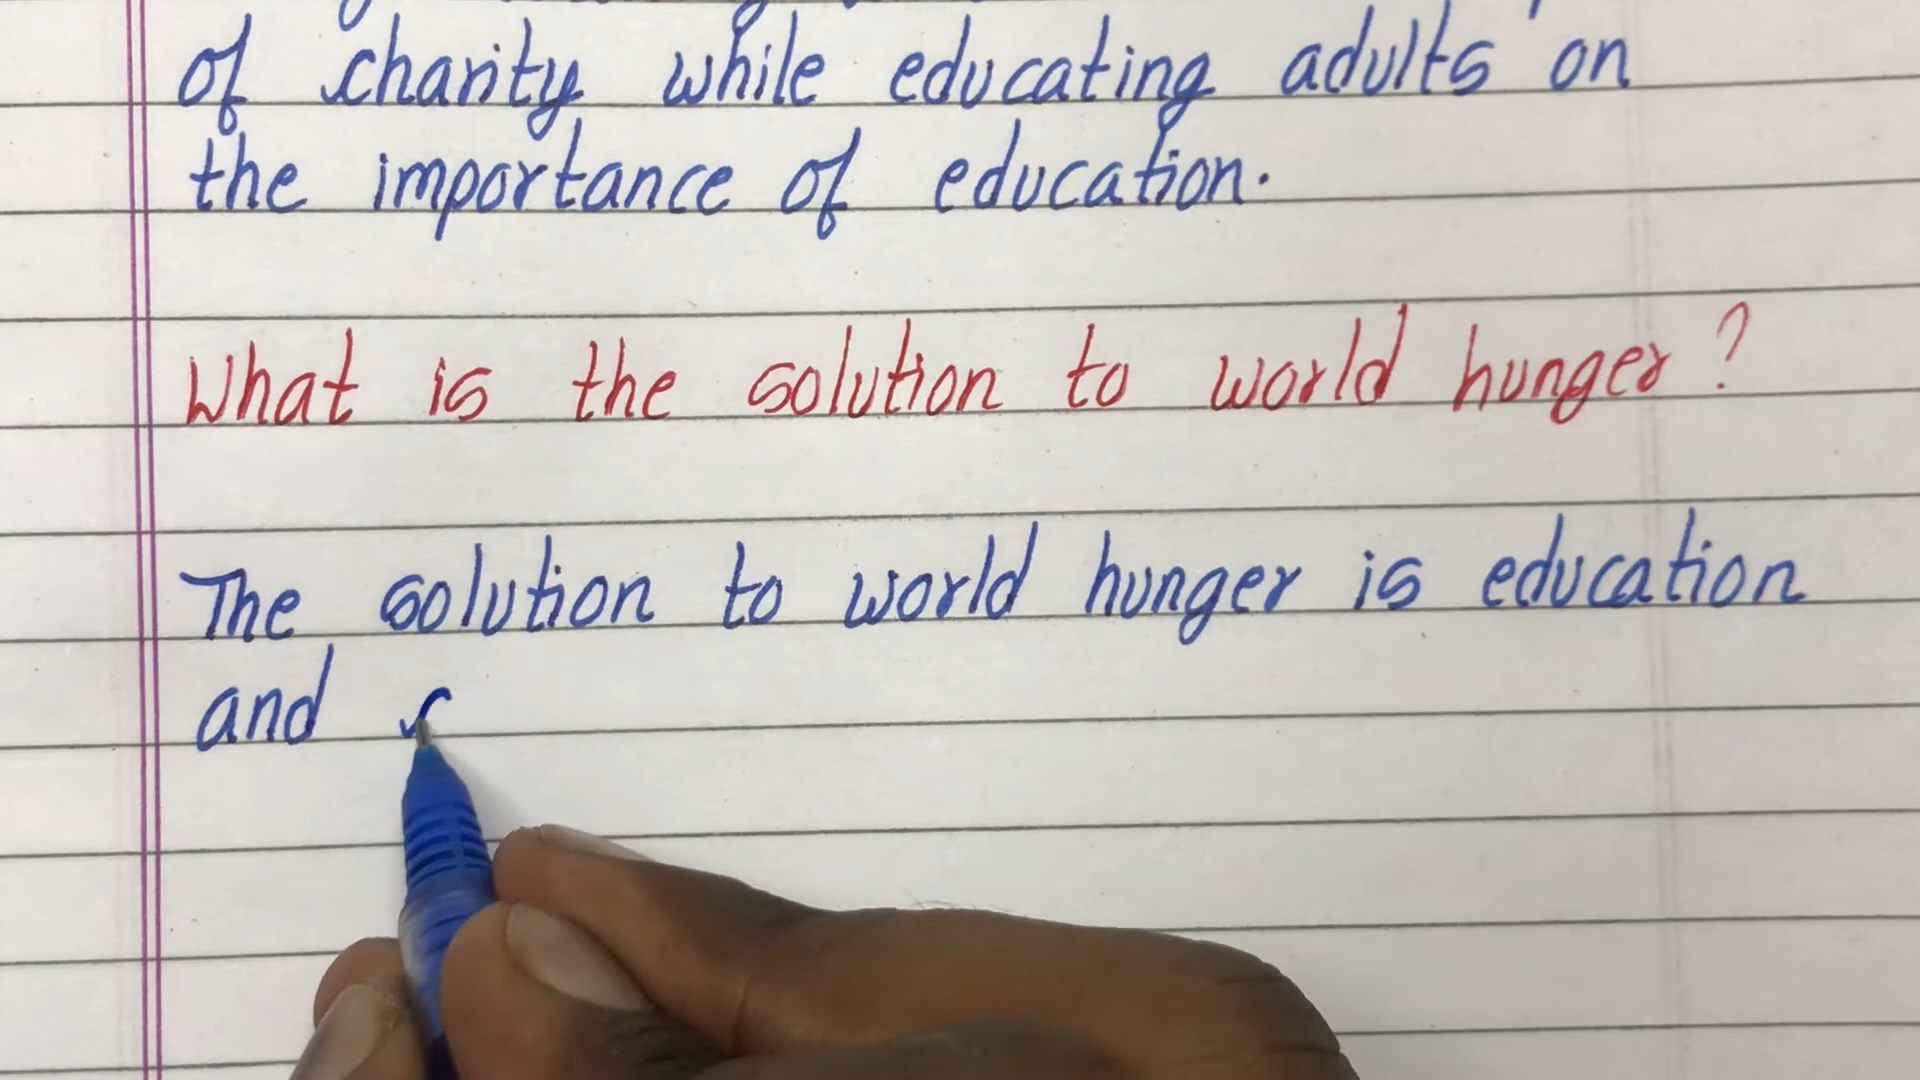 of charity while educating adults on
the importance of education.
What is the solution to world hunger?
The solution to world hunger is education
and